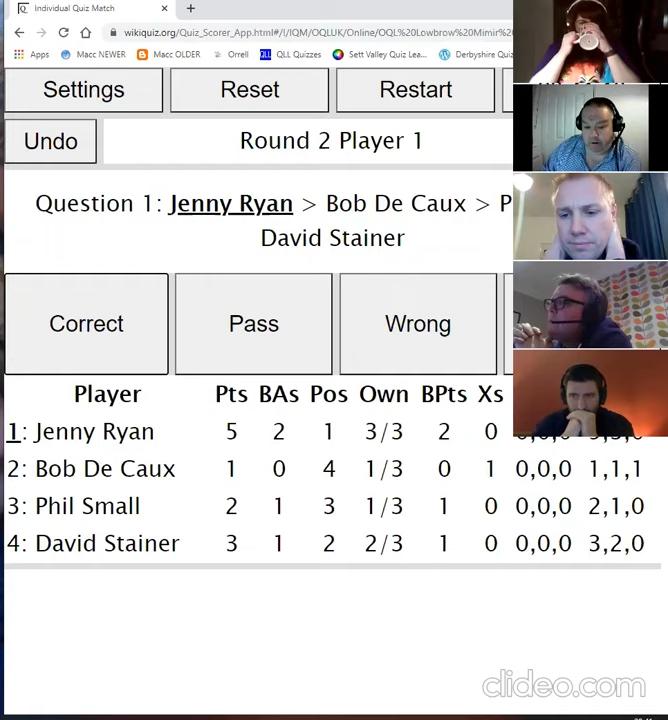 Individual Quiz Match
wikiquiz.org/Quiz_Scorer_App.html#/I/IQM/OQLUK/Online/OQL%20Lowbrow%20Mimir%2
Apps Macc NEWER Macc OLDER Orrell QLL Quizzes Sett Valley Quiz Lea... Derbyshire Quiz
Settings Reset Restart
Undo Round 2 Player 1
Question 1: Jenny Ryan > Bob De Caux > P
David Stainer
Correct Pass Wrong
Player Pts BAs Pos Own BPts Xs
1: Jenny Ryan 5 2 1 3/3 2 0
2: Bob De Caux 1 0 4 1/3 0 1 0,0,0 1,1,1
3: Phil Small 2 1 3 1/3 1 0 0,0,0 2,1,0
4: David Stainer 3 1 2 2/3 1 0 0,0,0 3,2,0
clideo.com